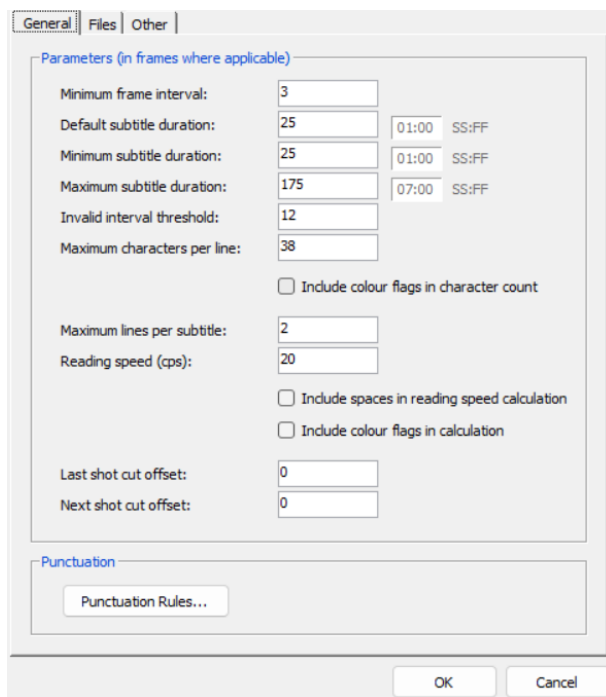 General Files Other
Parameters (in frames where applicable)
Minimum frame interval: 3
Default subtitle duration: 25 01:00 SS:FF
Minimum subtitle duration: 25 01:00 SS:FF
Maximum subtitle duration: 175 07:00 SS:FF
Invalid interval threshold: 12
Maximum characters per line: 38
Include colour flags in character count
Maximum lines per subtitle: 2
Reading speed (cps): 20
Include spaces in reading speed calculation
Include colour flags in calculation
Last shot cut offset: 0
Next shot cut offset: 0
Punctuation
Punctuation Rules...
OK Cancel